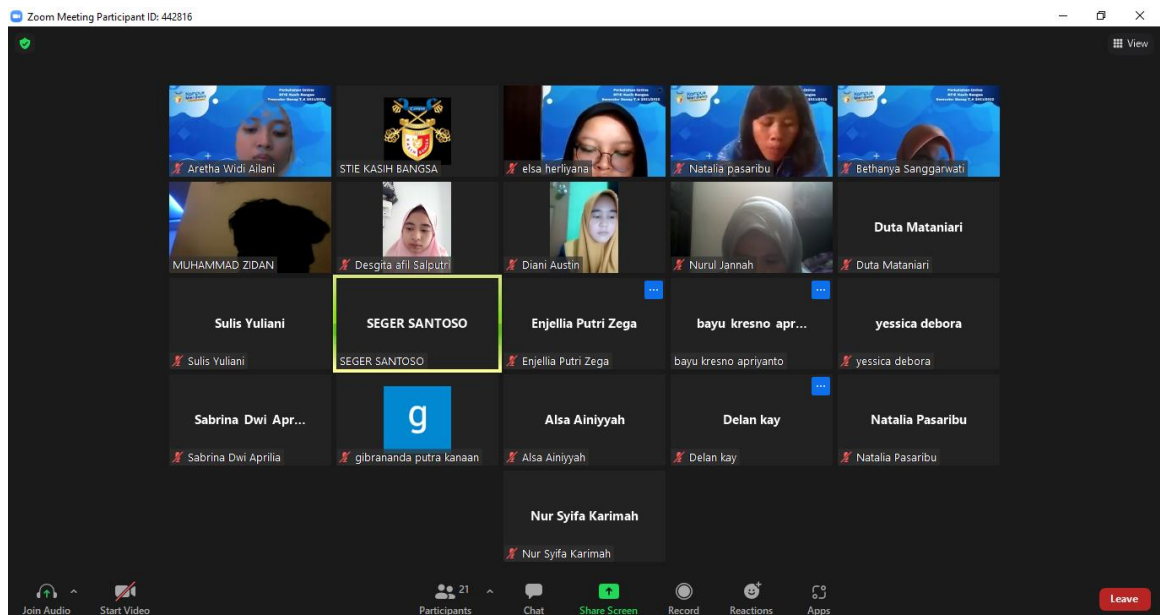 Zoom Meeting Participant ID: 442816
View
Aretha Widi Ailani
STIE KASIH BANGSA
elsa herliyana
Natalia pasaribu
Bethanya Sanggarwati
MUHAMMAD ZIDAN
Desgita afil Salputri
Diani Austin
Nurul Jannah
Duta Mataniari
Duta Mataniari
Sulis Yuliani
Sulis Yuliani
SEGER SANTOSO
SEGER SANTOSO
Enjellia Putri Zega
Enjellia Putri Zega
bayu kresno apr...
bayu kresno apriyanto
yessica debora
yessica debora
Sabrina Dwi Apr...
Sabrina Dwi Aprilia
g
gibrananda putra kanaan
Alsa Ainiyyah
Alsa Ainiyyah
Delan kay
Delan kay
Natalia Pasaribu
Natalia Pasaribu
Nur Syifa Karimah
Nur Syifa Karimah
Join Audio
Start Video
21
Participants
Chat
Share Screen
Record
Reactions
Apps
Leave